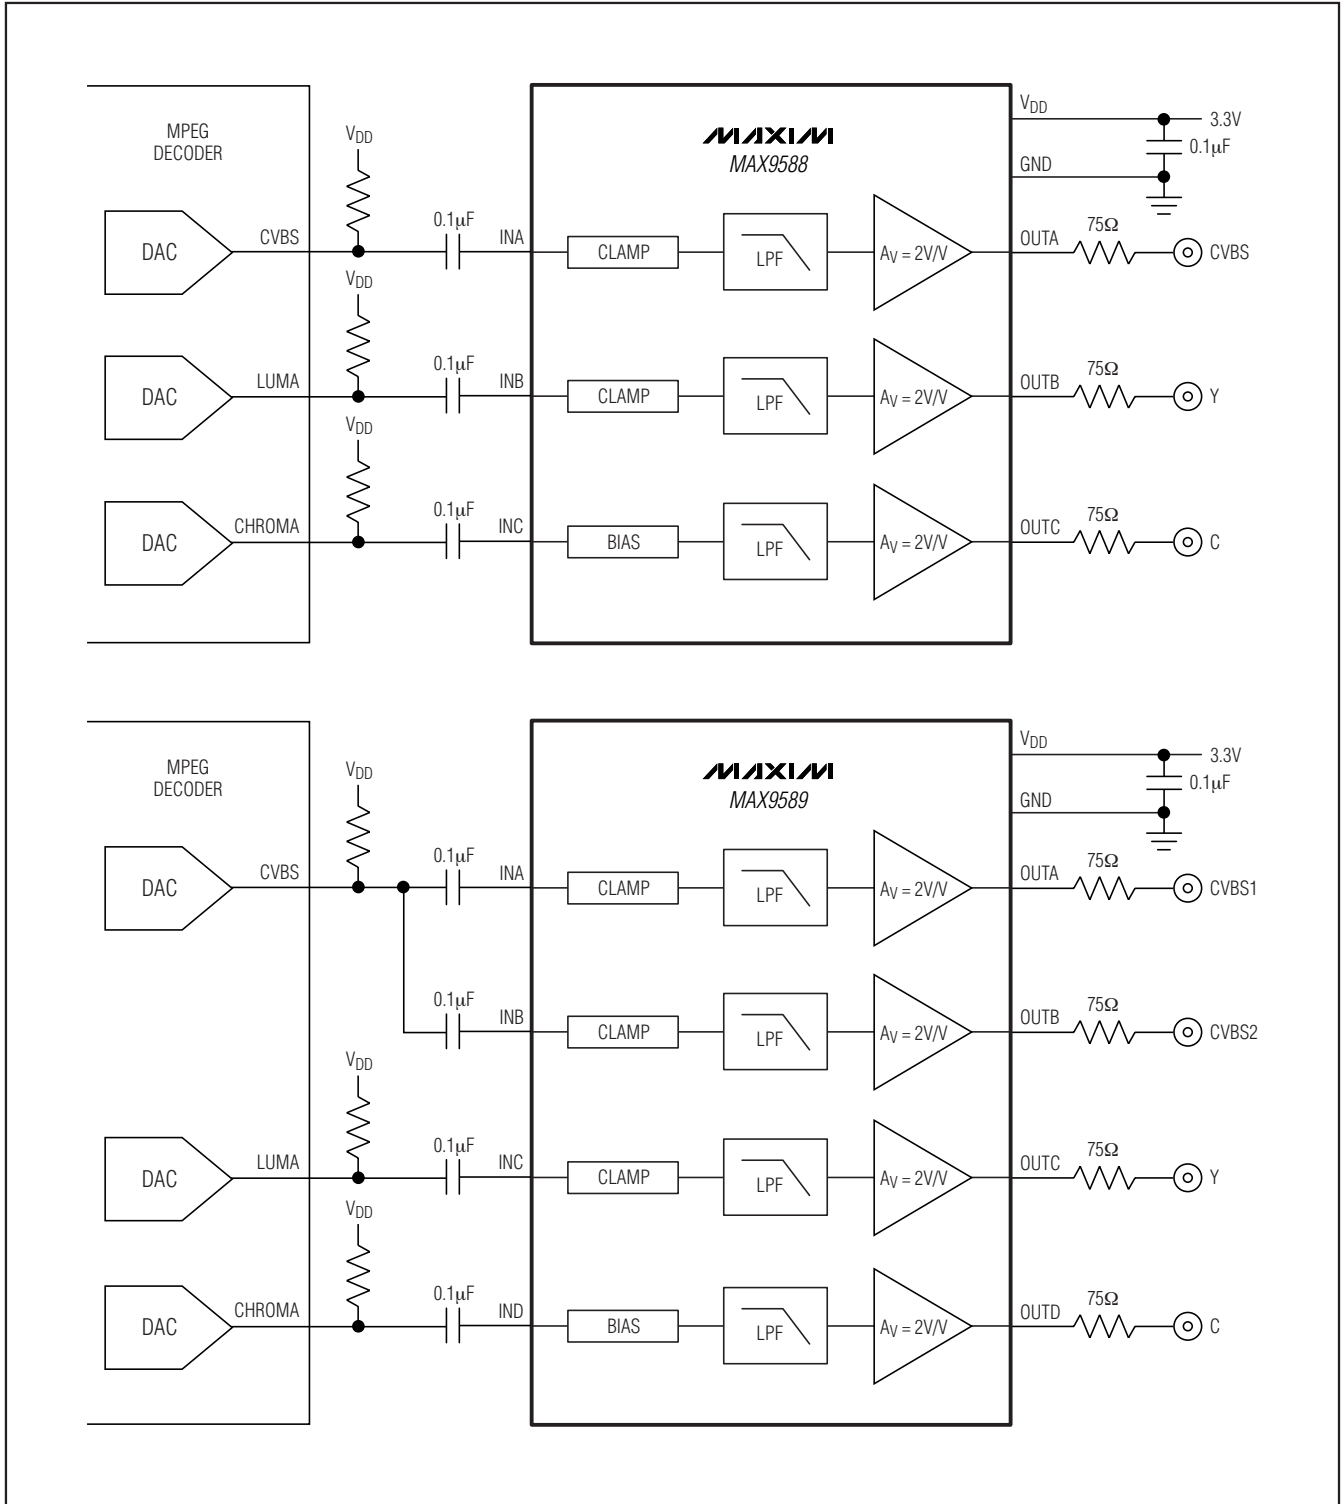 MPEG
DECODER
VDD
MAXIM
MAX9588
VDD
3.3V
0.1µF
GND
DAC
CVBS
0.1µF
INA
CLAMP
LPF
AV = 2V/V
OUTA
75Ω
CVBS
VDD
DAC
LUMA
0.1µF
INB
CLAMP
LPF
AV = 2V/V
OUTB
75Ω
Y
VDD
DAC
CHROMA
0.1µF
INC
BIAS
LPF
AV = 2V/V
OUTC
75Ω
C
MPEG
DECODER
VDD
MAXIM
MAX9589
VDD
3.3V
0.1µF
GND
DAC
CVBS
0.1µF
INA
CLAMP
LPF
AV = 2V/V
OUTA
75Ω
CVBS1
0.1µF
INB
CLAMP
LPF
AV = 2V/V
OUTB
75Ω
CVBS2
VDD
DAC
LUMA
0.1µF
INC
CLAMP
LPF
AV = 2V/V
OUTC
75Ω
Y
VDD
DAC
CHROMA
0.1µF
IND
BIAS
LPF
AV = 2V/V
OUTD
75Ω
C